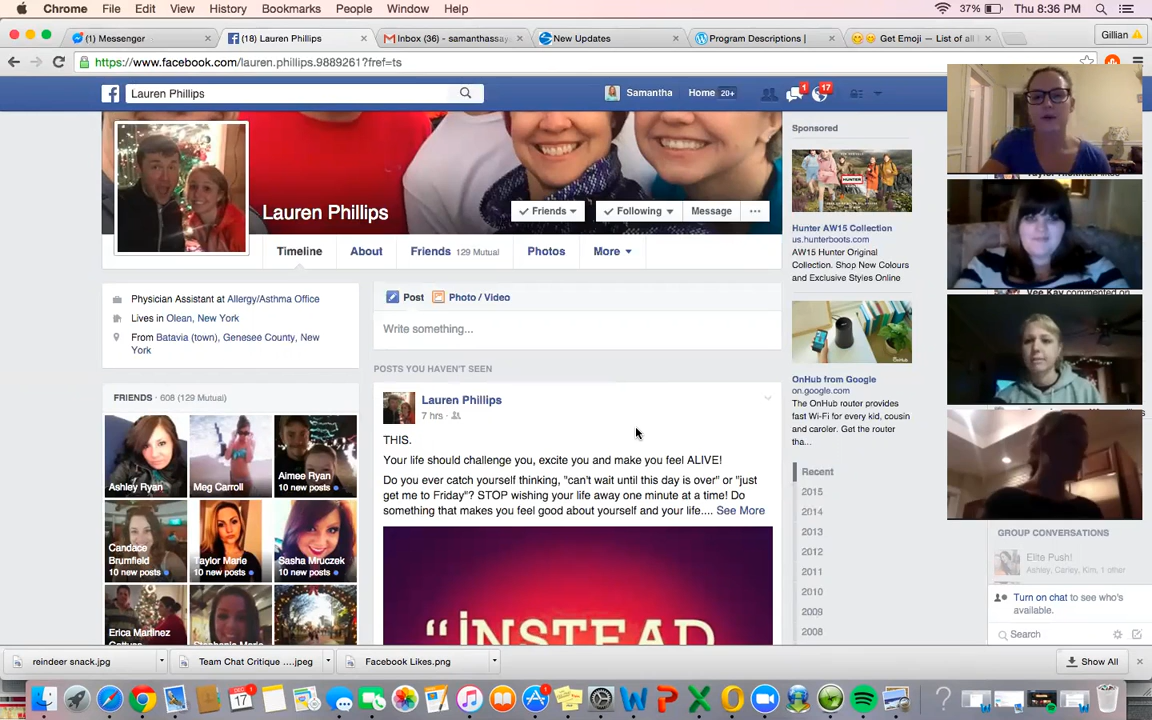 Chrome File Edit View History Bookmarks People Window Help 37% Thu 8:36 PM
(1) Messenger (18) Lauren Phillips Inbox (36) - samanthassay New Updates Program Descriptions | Get Emoji — List of all Gillian
https://www.facebook.com/lauren.phillips.9889261?fref=ts
Lauren Phillips Samantha Home 20+ 1 17
Lauren Phillips
Friends Following Message ...
Timeline About Friends 129 Mutual Photos More
Physician Assistant at Allergy/Asthma Office
Lives in Olean, New York
From Batavia (town), Genesee County, New
York
FRIENDS · 608 (129 Mutual)
Ashley Ryan
Meg Carroll
Aimee Ryan
10 new posts
Candace
Brumfield
10 new posts
Taylor Marie
10 new posts
Sasha Mruczek
10 new posts
Erica Martinez
Post Photo / Video
Write something...
POSTS YOU HAVEN'T SEEN
Lauren Phillips
7 hrs ·
THIS.
Your life should challenge you, excite you and make you feel ALIVE!
Do you ever catch yourself thinking, "can't wait until this day is over" or "just
get me to Friday"? STOP wishing your life away one minute at a time! Do
something that makes you feel good about yourself and your life.... See More
“INSTEAD
Sponsored
HUNTER
Hunter AW15 Collection
us.hunterboots.com
AW15 Hunter Original
Collection. Shop New Colours
and Exclusive Styles Online
OnHub from Google
on.google.com
The OnHub router provides
fast Wi-Fi for every kid, cousin
and caroler. Get the router
tha...
Recent
2015
2014
2013
2012
2011
2010
2009
2008
Vee Kay commented on
GROUP CONVERSATIONS
Elite Push!
Ashley, Carley, Kim, 1 other
Turn on chat to see who's
available.
Search
reindeer snack.jpg Team Chat Critique ....jpeg Facebook Likes.png Show All
DEC 17